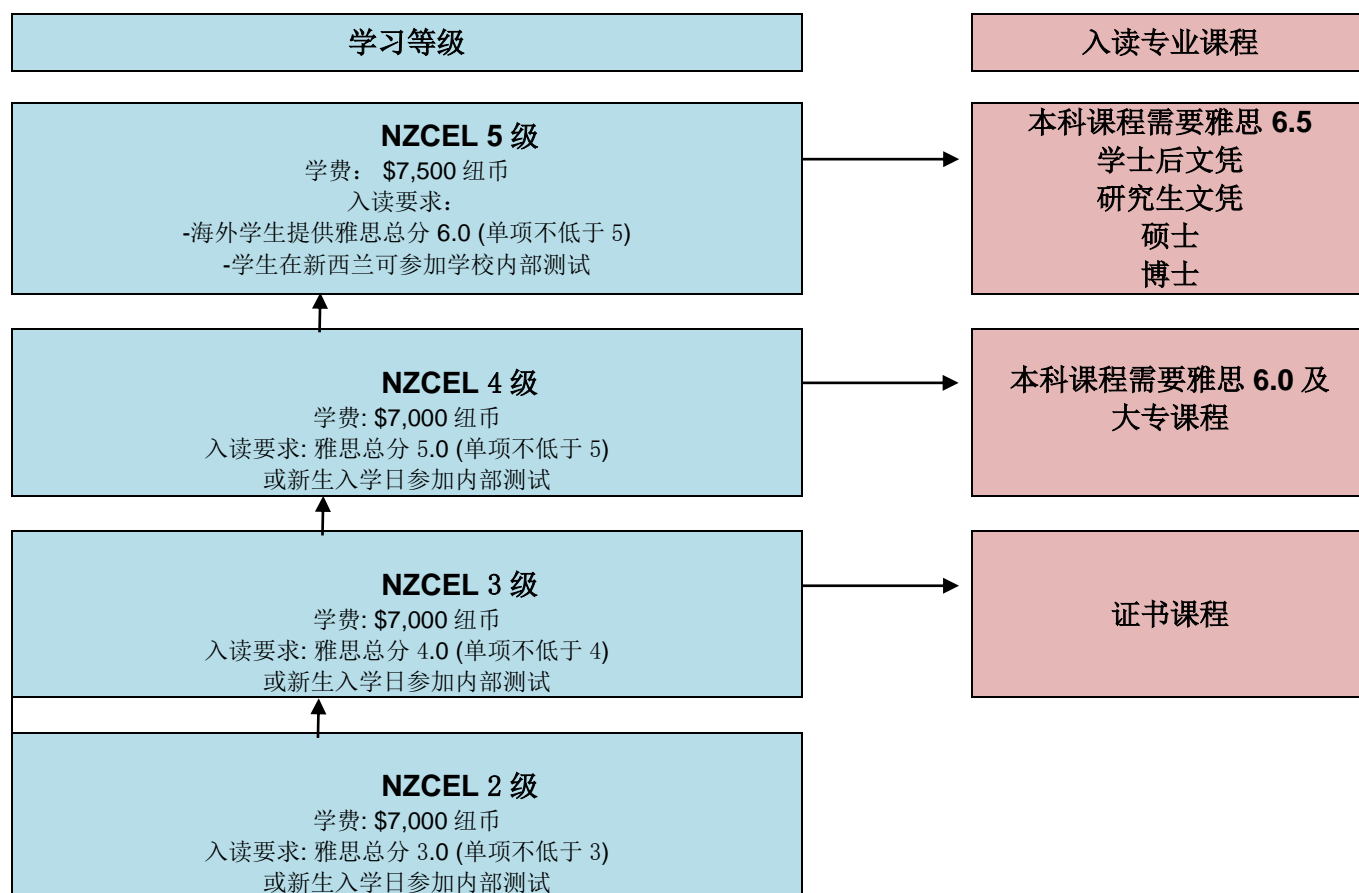 学习等级
入读专业课程
NZCEL 5 级
学费： $7,500 纽币
入读要求：
-海外学生提供雅思总分 6.0 (单项不低于 5)
-学生在新西兰可参加学校内部测试
本科课程需要雅思 6.5
学士后文凭
研究生文凭
硕士
博士
NZCEL 4 级
学费: $7,000 纽币
入读要求: 雅思总分 5.0 (单项不低于 5)
或新生入学日参加内部测试
本科课程需要雅思 6.0 及
大专课程
NZCEL 3 级
学费: $7,000 纽币
入读要求: 雅思总分 4.0 (单项不低于 4)
或新生入学日参加内部测试
证书课程
NZCEL 2 级
学费: $7,000 纽币
入读要求: 雅思总分 3.0 (单项不低于 3)
或新生入学日参加内部测试